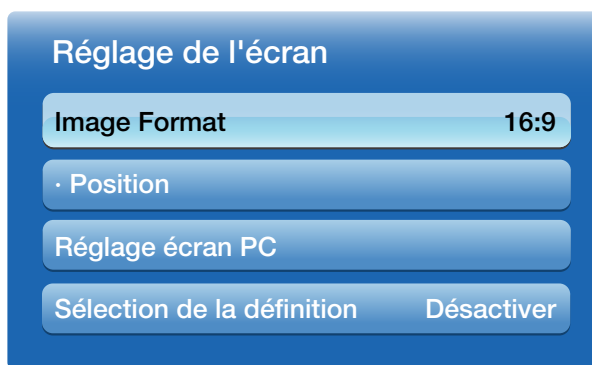 Réglage de l'écran
Image Format 16:9
· Position
Réglage écran PC
Sélection de la définition Désactiver